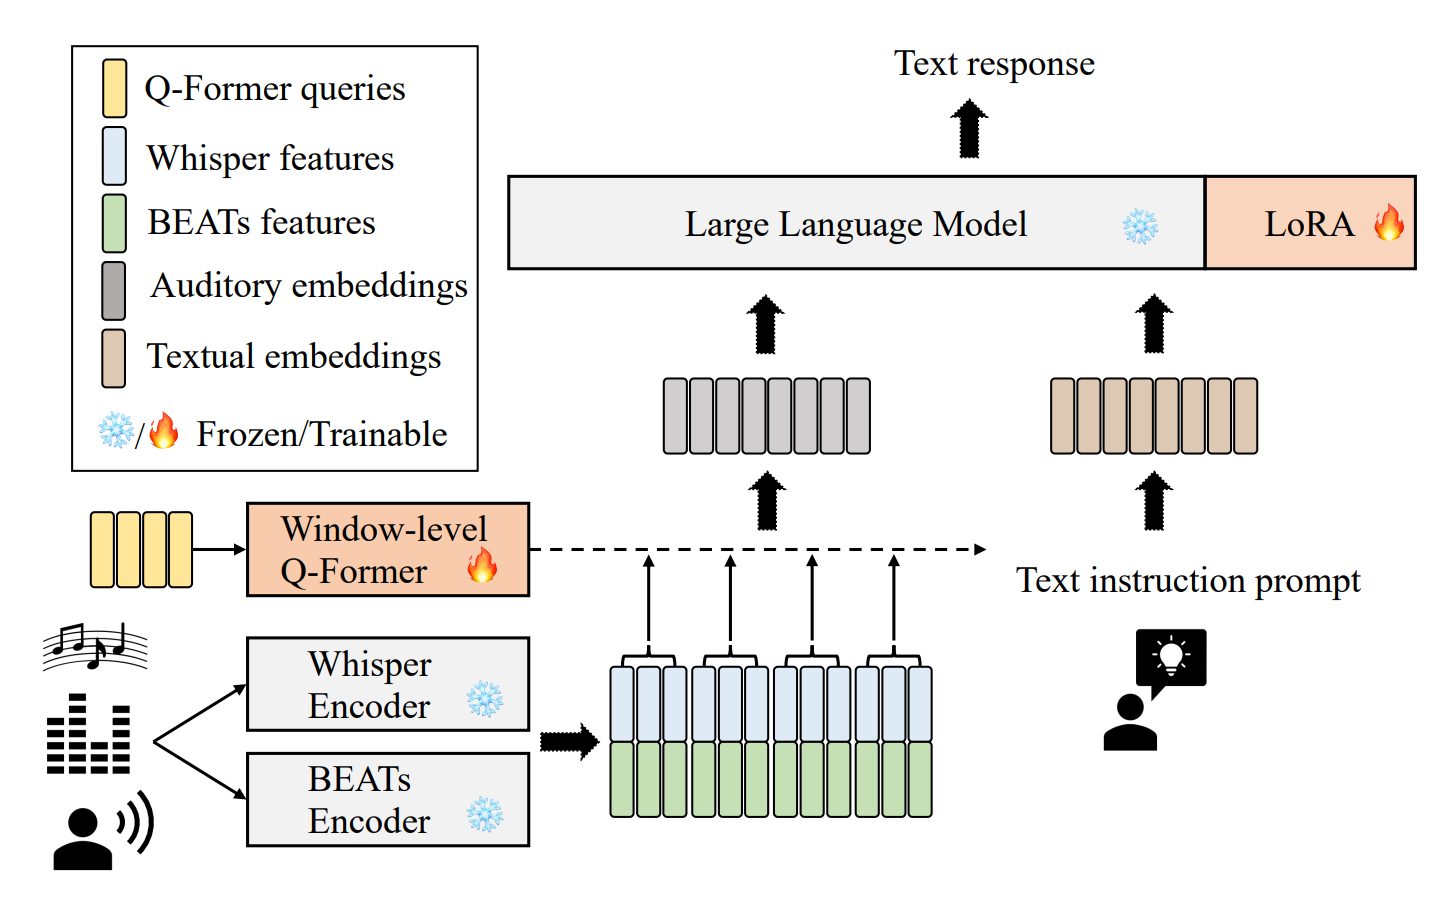 Q-Former queries
Whisper features
BEATs features
Auditory embeddings
Textual embeddings
/ Frozen/Trainable
Text response
Large Language Model
LoRA
Window-level
Q-Former
Whisper
Encoder
BEATs
Encoder
Text instruction prompt